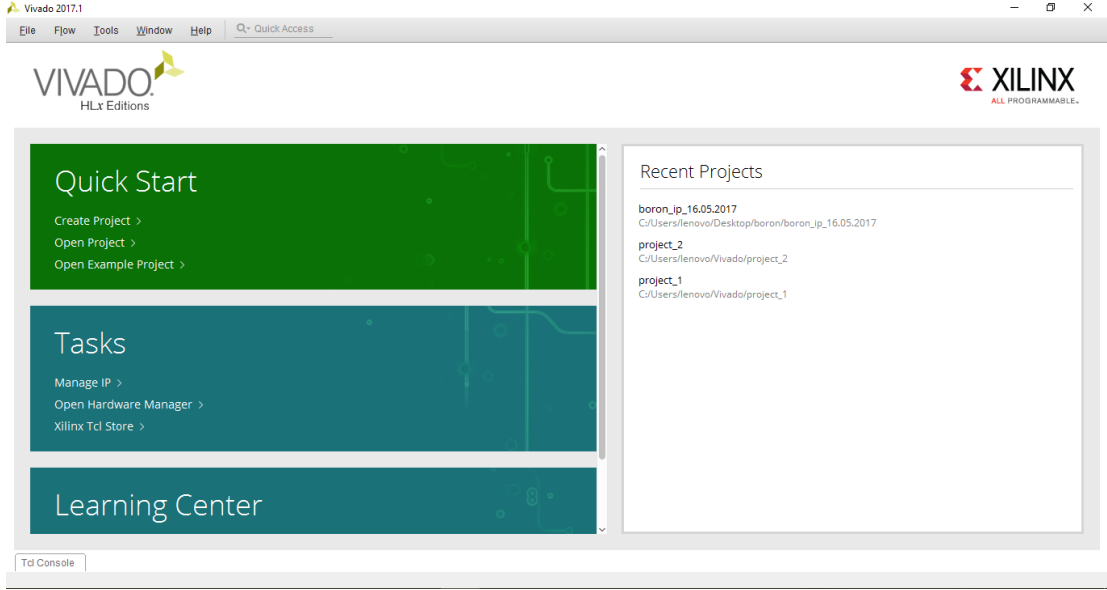 Vivado 2017.1
File Flow Tools Window Help Quick Access
VIVADO.
HLx Editions
XILINX
ALL PROGRAMMABLE.
Quick Start
Create Project >
Open Project >
Open Example Project >
Tasks
Manage IP >
Open Hardware Manager >
Xilinx Tcl Store >
Learning Center
Recent Projects
boron_ip_16.05.2017
C:/Users/lenovo/Desktop/boron/boron_ip_16.05.2017
project_2
C:/Users/lenovo/Vivado/project_2
project_1
C:/Users/lenovo/Vivado/project_1
Tcl Console